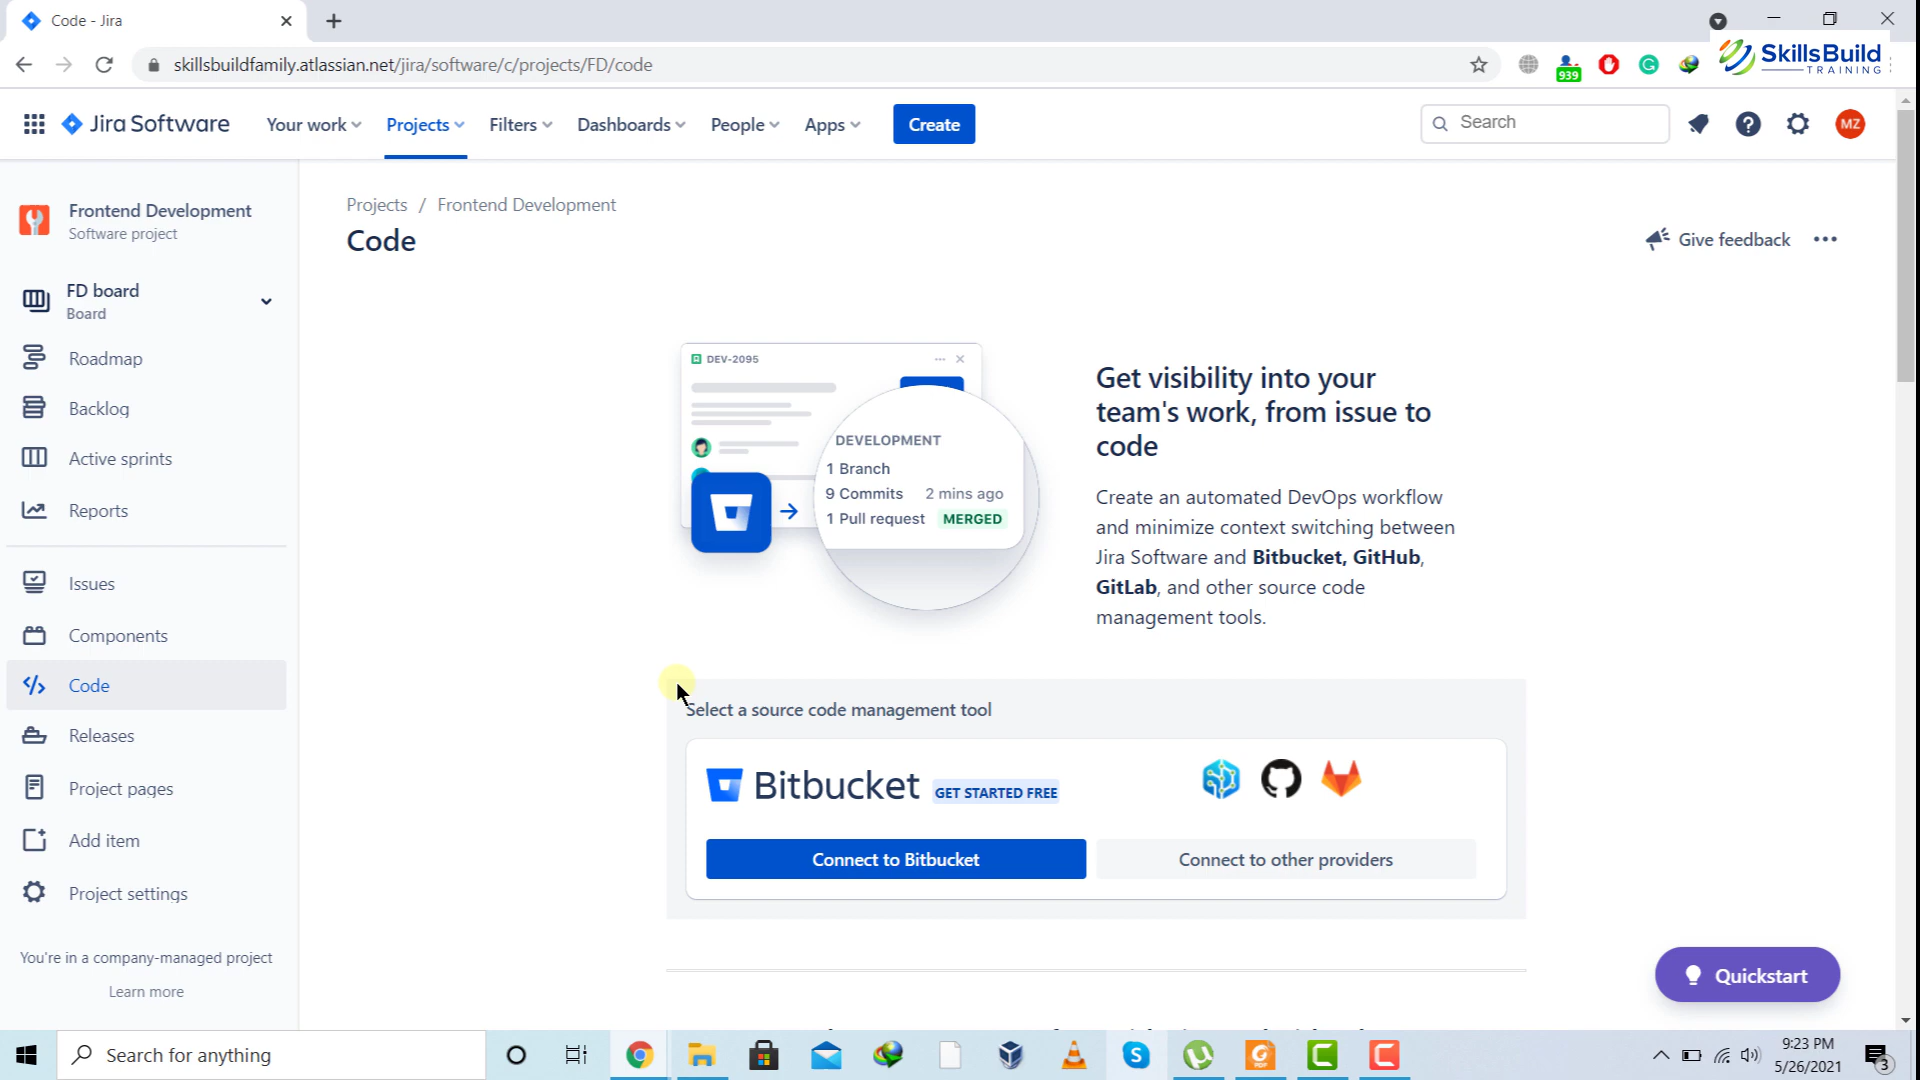 Code - Jira
skillsbuildfamily.atlassian.net/jira/software/c/projects/FD/code
939
SkillsBuild
TRAINING
Jira Software
Your work
Projects
Filters
Dashboards
People
Apps
Create
Search
MZ
Frontend Development
Software project
FD board
Board
Roadmap
Backlog
Active sprints
Reports
Issues
Components
Code
Releases
Project pages
Add item
Project settings
You're in a company-managed project
Learn more
Projects / Frontend Development
Code
Give feedback
DEV-2095
DEVELOPMENT
1 Branch
9 Commits 2 mins ago
1 Pull request MERGED
Get visibility into your
team's work, from issue to
code
Create an automated DevOps workflow
and minimize context switching between
Jira Software and Bitbucket, GitHub,
GitLab, and other source code
management tools.
Select a source code management tool
Bitbucket GET STARTED FREE
Connect to Bitbucket
Connect to other providers
Quickstart
Search for anything
9:23 PM
5/26/2021
3